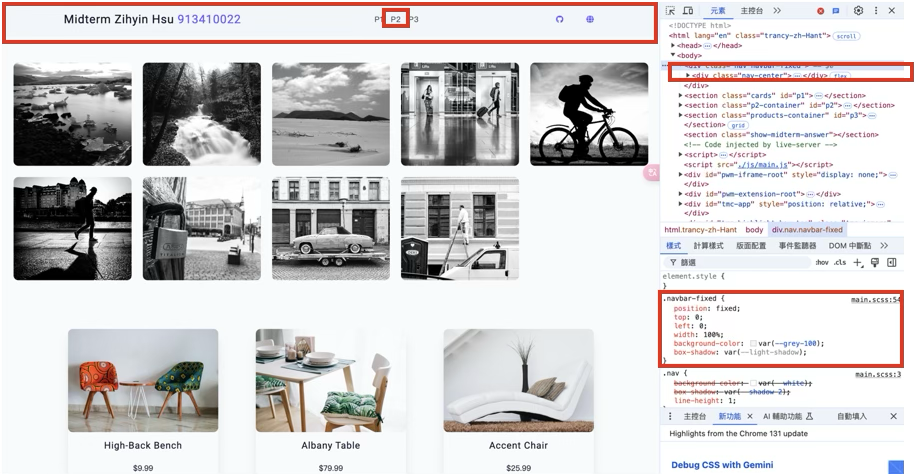 Midterm Zihyin Hsu 913410022
P1 P2 P3
High-Back Bench
$9.99
Albany Table
$79.99
Accent Chair
$25.99
元素 主控台
<!DOCTYPE html>
<html lang="en" class="trancy-zh-Hant"> scroll
<head> </head>
<body>
<div class="nav navbar-fixed"> == $0
<div class="nav-center"> </div> flex
</div>
<section class="cards" id="p1"> </section>
<section class="p2-container" id="p2"> </section>
<section class="products-container" id="p3">
</section> grid
<section class="show-midterm-answer"></section>
<!-- Code injected by live-server -->
<script> </script>
<script src="./js/main.js"></script>
<div id="pwm-iframe-root" style="display: none;">
</div>
<div id="pwm-extension-root"> </div>
<div id="tmc-app" style="position: relative;">
</div>
html.trancy-zh-Hant body div.nav.navbar-fixed
樣式 計算樣式 版面配置 事件監聽器 DOM 中斷點
篩選 :hov .cls
element.style {
}
.navbar-fixed { main.scss:54
position: fixed;
top: 0;
left: 0;
width: 100%;
background-color: var(--grey-100);
box-shadow: var(--light-shadow);
}
.nav { main.scss:3
background-color: var(--white);
box-shadow: var(--shadow-2);
line-height: 1;
主控台 新功能 AI 輔助功能 自動填入
Highlights from the Chrome 131 update
Debug CSS with Gemini